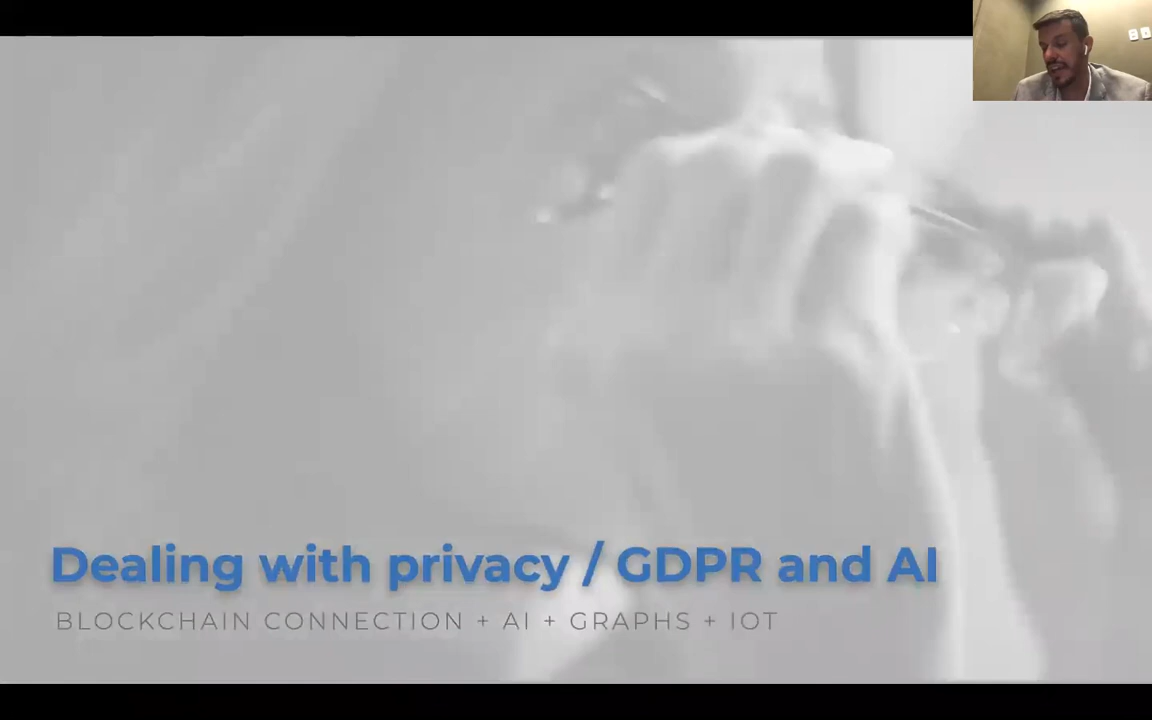 Dealing with privacy / GDPR and AI
BLOCKCHAIN CONNECTION + AI + GRAPHS + IOT